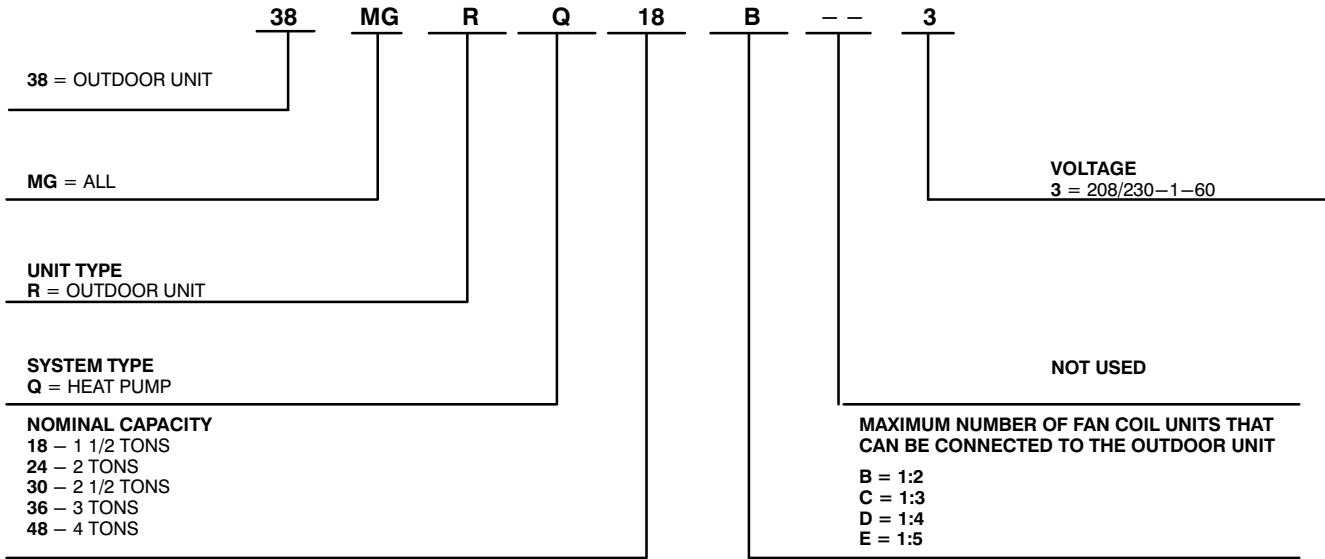 38 MG R Q 18 B – – 3
38 = OUTDOOR UNIT
MG = ALL
VOLTAGE
3 = 208/230–1–60
UNIT TYPE
R = OUTDOOR UNIT
SYSTEM TYPE
Q = HEAT PUMP
NOT USED
NOMINAL CAPACITY
18 – 1 1/2 TONS
24 – 2 TONS
30 – 2 1/2 TONS
36 – 3 TONS
48 – 4 TONS
MAXIMUM NUMBER OF FAN COIL UNITS THAT
CAN BE CONNECTED TO THE OUTDOOR UNIT
B = 1:2
C = 1:3
D = 1:4
E = 1:5